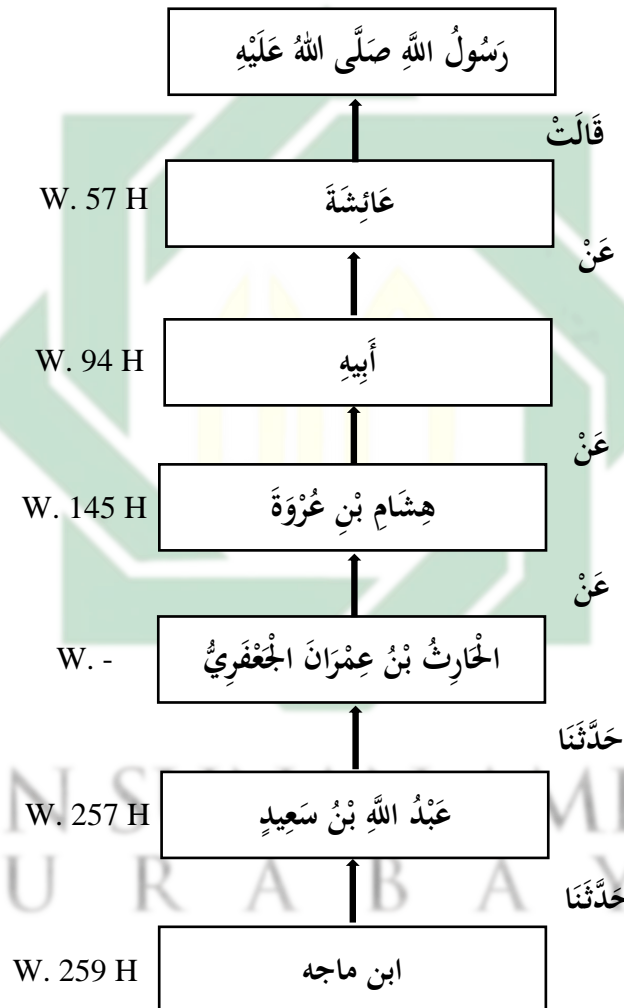 رَسُولُ اللَّهِ صَلَّى اللهُ عَلَيْهِ
قَالَتْ
W. 57 H
عَائِشَةَ
عَنْ
W. 94 H
أَبِيهِ
عَنْ
W. 145 H
هِشَامِ بْنِ عُرْوَةَ
عَنْ
W. -
الْحَارِثُ بْنُ عِمْرَانَ الْجَعْفَرِيُّ
حَدَّثَنَا
W. 257 H
عَبْدُ اللَّهِ بْنُ سَعِيدٍ
حَدَّثَنَا
W. 259 H
ابن ماجه